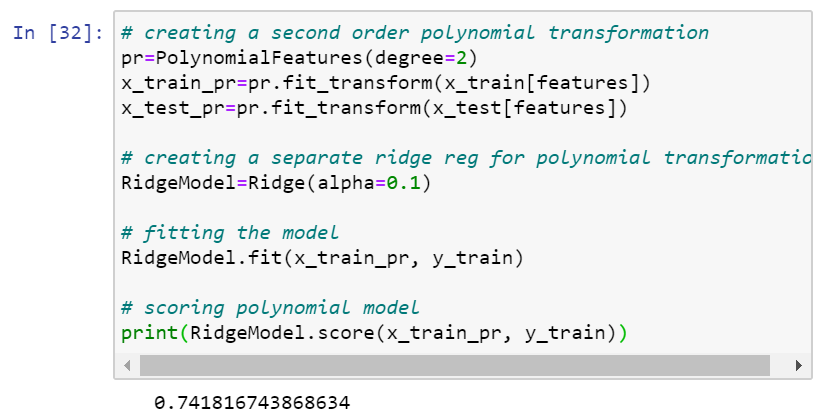 In [32]: # creating a second order polynomial transformation
pr=PolynomialFeatures(degree=2)
x_train_pr=pr.fit_transform(x_train[features])
x_test_pr=pr.fit_transform(x_test[features])
# creating a separate ridge reg for polynomial transformatio
RidgeModel=Ridge(alpha=0.1)
# fitting the model
RidgeModel.fit(x_train_pr, y_train)
# scoring polynomial model
print(RidgeModel.score(x_train_pr, y_train))
0.741816743868634